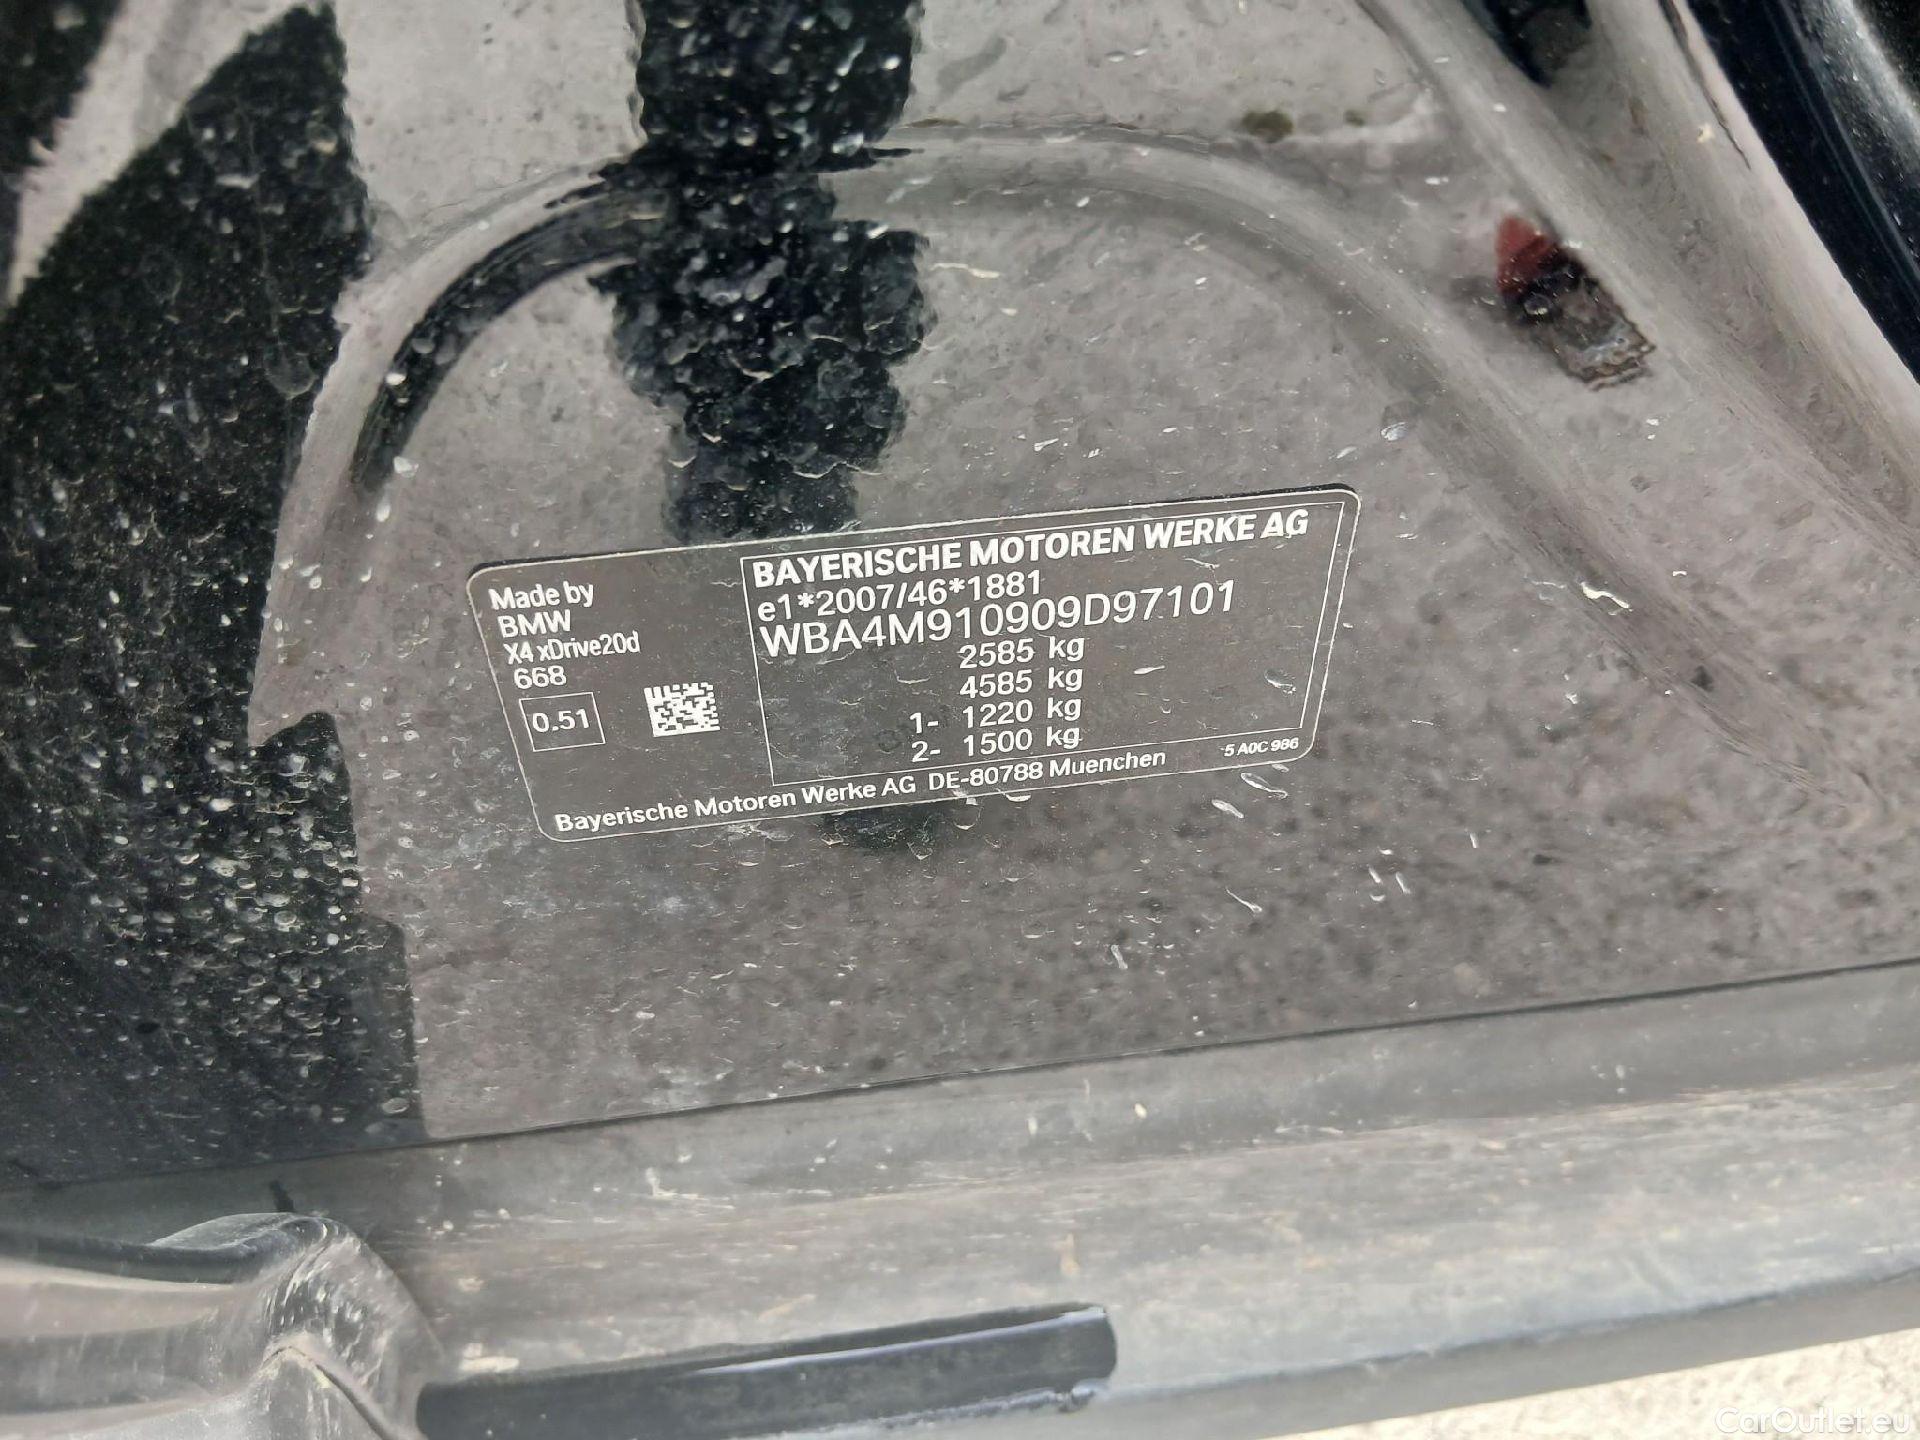 Made by
BMW
X4 xDrive20d
668
0.51
BAYERISCHE MOTOREN WERKE AG
e1*2007/46*1881
WBA4M910909D97101
2585 kg
4585 kg
1- 1220 kg
2- 1500 kg
5 A0C 986
Bayerische Motoren Werke AG DE-80788 Muenchen
CarOutlet.eu